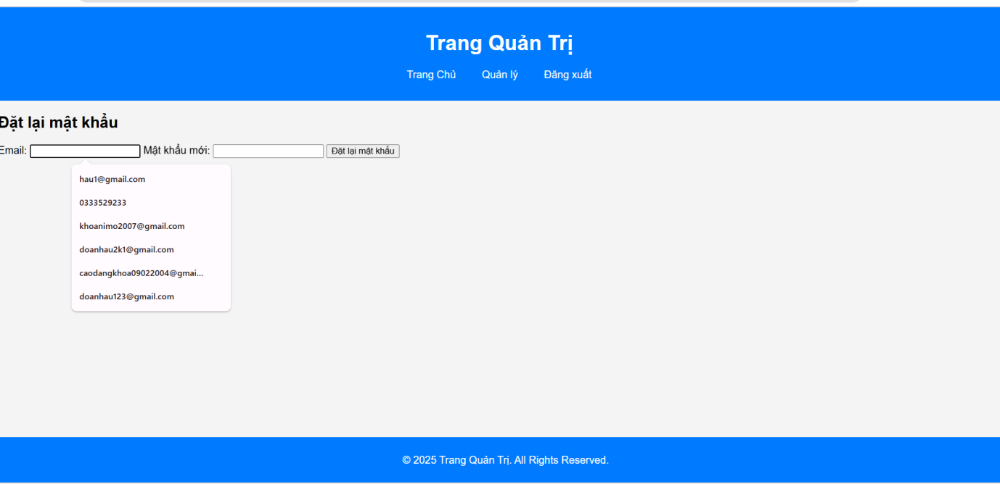 Trang Quản Trị
Trang Chủ Quản lý Đăng xuất
Đặt lại mật khẩu
Email: Mật khẩu mới: Đặt lại mật khẩu
hau1@gmail.com
0333529233
khoanimo2007@gmail.com
doanhau2k1@gmail.com
caodangkhoa09022004@gmai...
doanhau123@gmail.com
© 2025 Trang Quản Trị. All Rights Reserved.